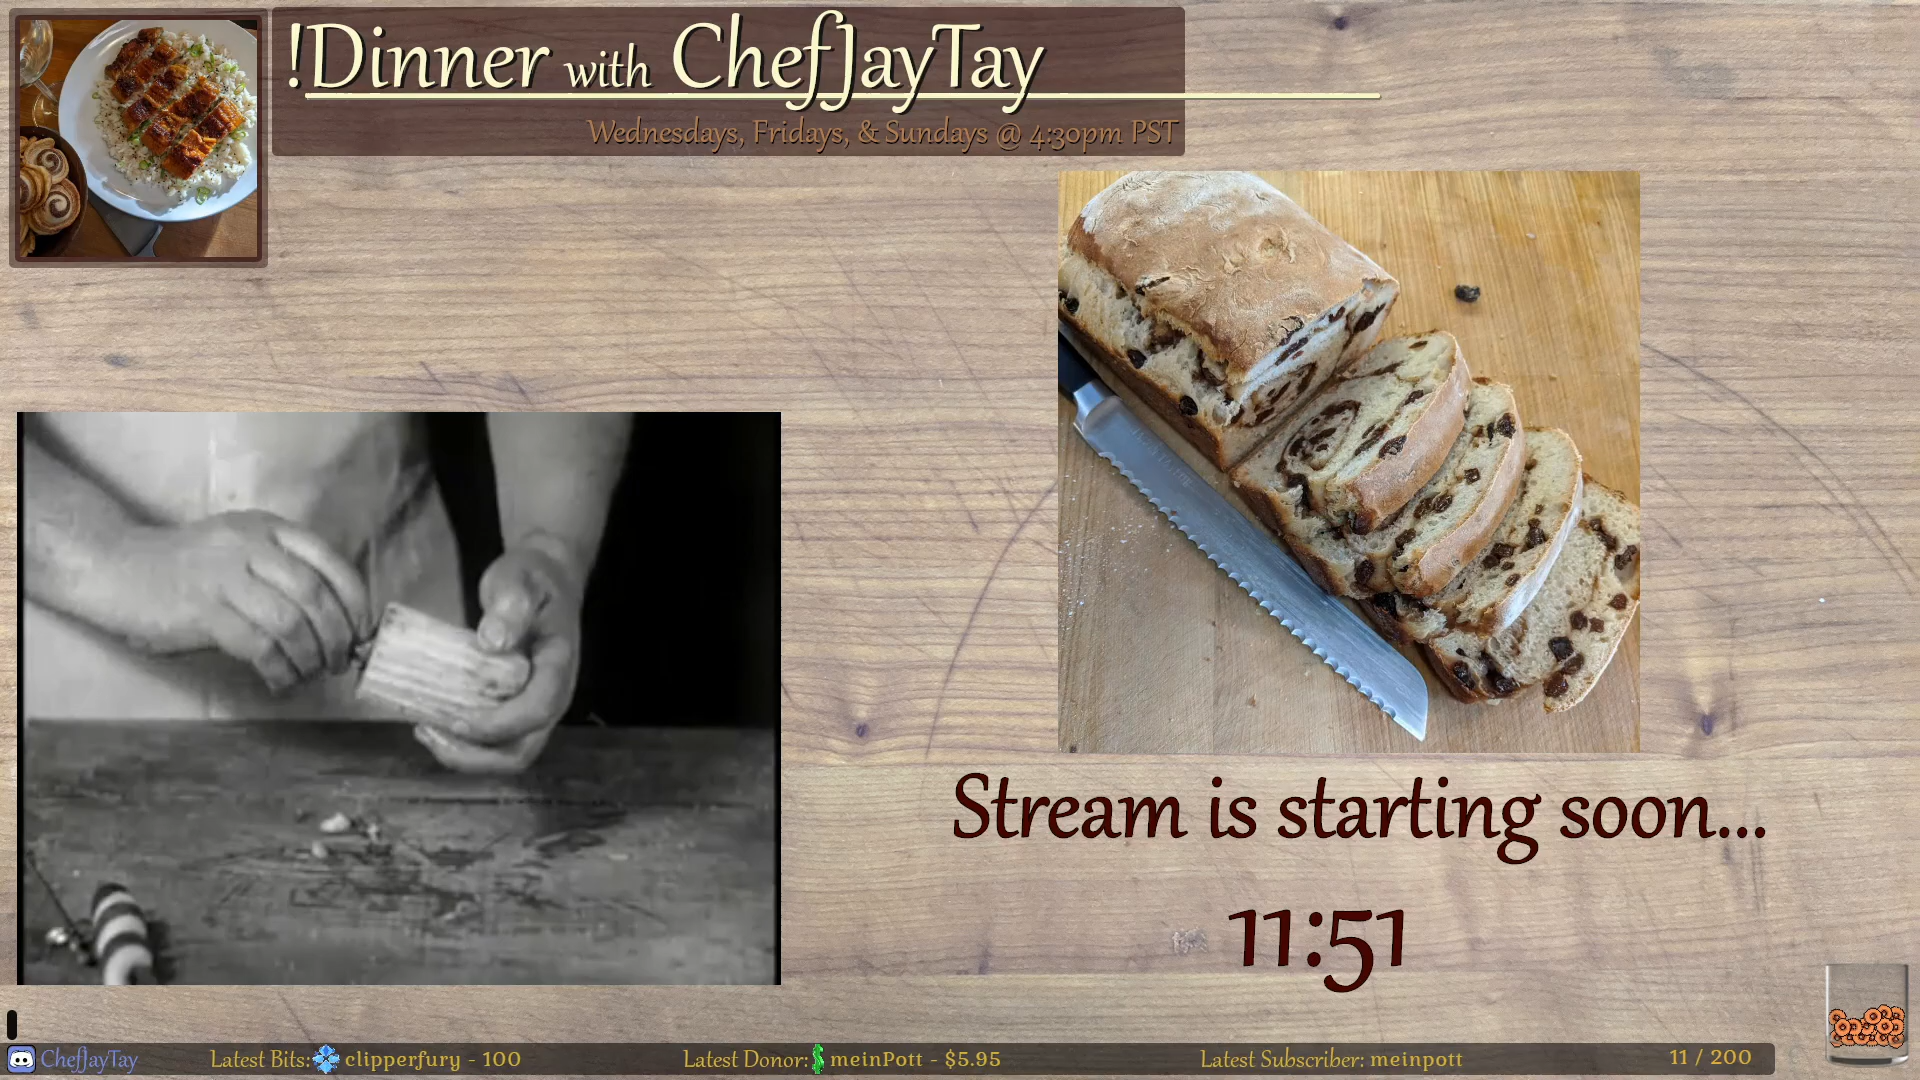 !Dinner with ChefJayTay
Wednesdays, Fridays, & Sundays @ 4:30pm PST
Stream is starting soon...
11:51
ChefJayTay
Latest Bits: clipperfury - 100
Latest Donor: meinPott - $5.95
Latest Subscriber: meinpott
11 / 200